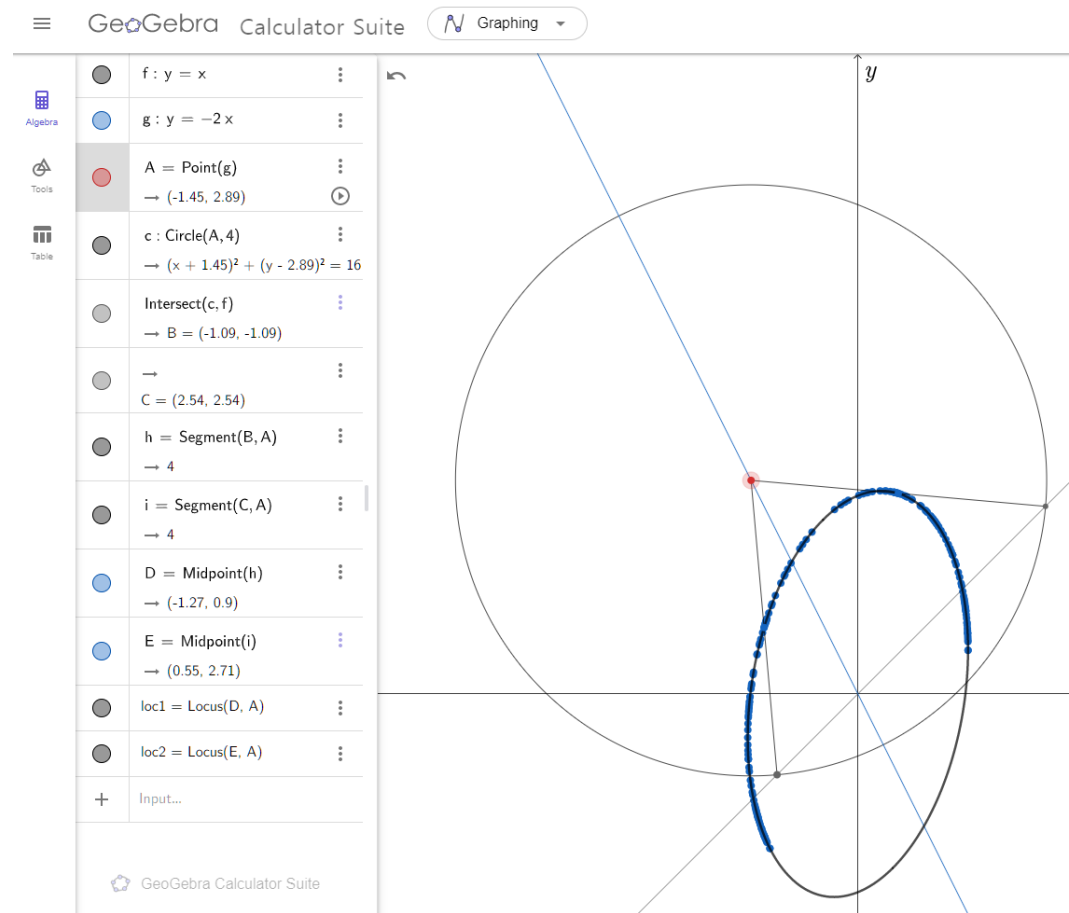 GeoGebra Calculator Suite
Graphing
Algebra
Tools
Table
f : y = x
g : y = −2 x
A = Point(g)
→ (-1.45, 2.89)
c : Circle(A, 4)
→ (x + 1.45)² + (y - 2.89)² = 16
Intersect(c, f)
→ B = (-1.09, -1.09)
→
C = (2.54, 2.54)
h = Segment(B, A)
→ 4
i = Segment(C, A)
→ 4
D = Midpoint(h)
→ (-1.27, 0.9)
E = Midpoint(i)
→ (0.55, 2.71)
loc1 = Locus(D, A)
loc2 = Locus(E, A)
+ Input...
GeoGebra Calculator Suite
y